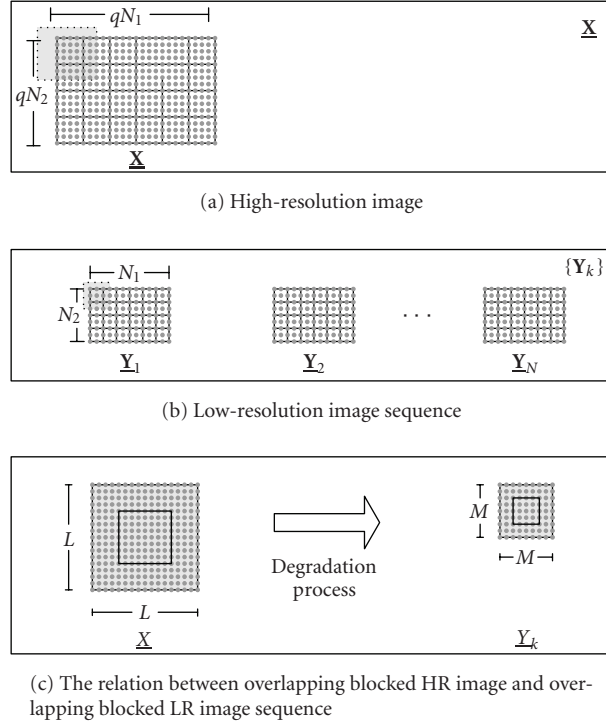 qN₁
X
qN₂
X
(a) High-resolution image
N₁
{Yₖ}
N₂
. . .
Y₁
Y₂
Y_N
(b) Low-resolution image sequence
L
M
Degradation
process
M
L
X
Yₖ
(c) The relation between overlapping blocked HR image and over-
lapping blocked LR image sequence